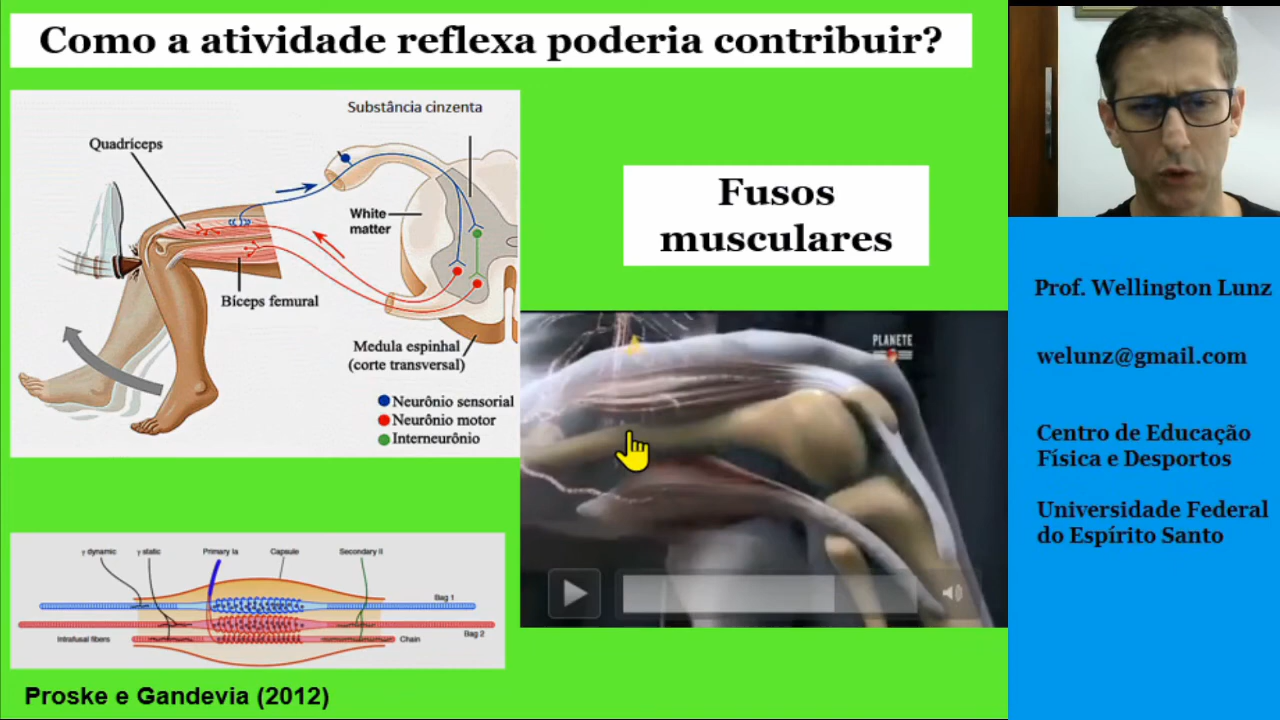 Como a atividade reflexa poderia contribuir?
Substância cinzenta
Quadríceps
White
matter
Bíceps femural
Medula espinhal
(corte transversal)
Neurônio sensorial
Neurônio motor
Interneurônio
Fusos
musculares
PLANETE
γ dynamic
γ static
Primary Ia
Capsule
Secondary II
Bag 1
Bag 2
Intrafusal fibers
Chain
Proske e Gandevia (2012)
Prof. Wellington Lunz
welunz@gmail.com
Centro de Educação
Física e Desportos
Universidade Federal
do Espírito Santo